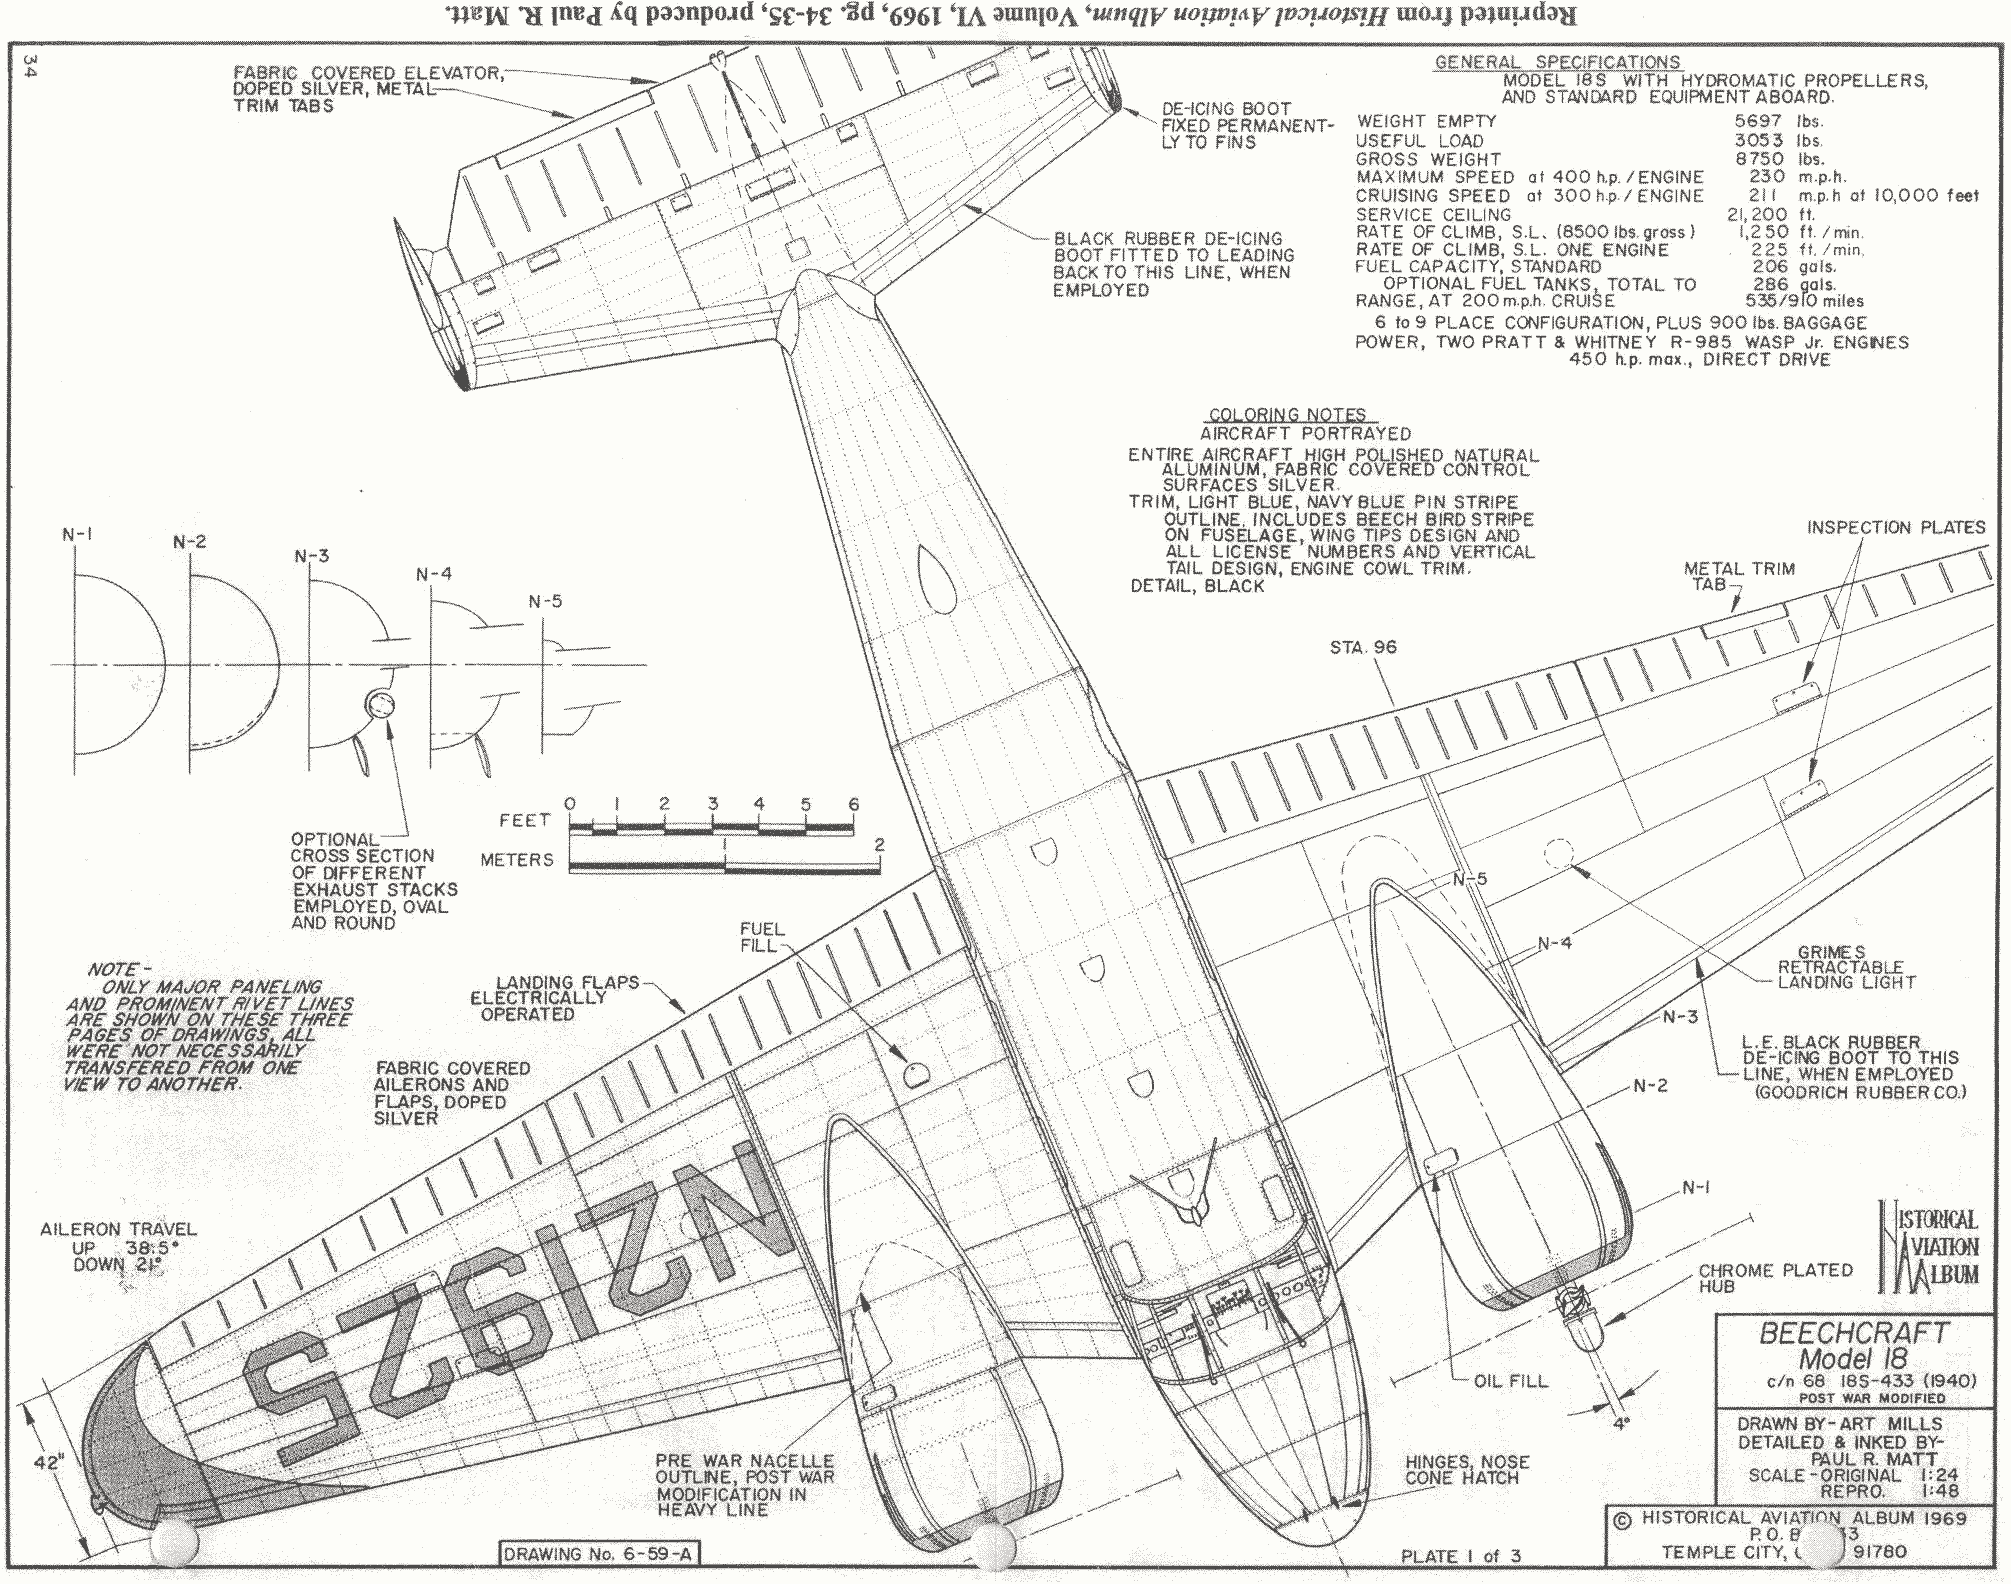 Reprinted from Historical Aviation Album, Volume VI, 1969, pg. 34-35, produced by Paul R. Matt.
34
FABRIC COVERED ELEVATOR,
DOPED SILVER, METAL
TRIM TABS
DE-ICING BOOT
FIXED PERMANENT-
LY TO FINS
BLACK RUBBER DE-ICING
BOOT FITTED TO LEADING
BACK TO THIS LINE, WHEN
EMPLOYED
GENERAL SPECIFICATIONS
MODEL 18S WITH HYDROMATIC PROPELLERS,
AND STANDARD EQUIPMENT ABOARD.
WEIGHT EMPTY 5697 lbs.
USEFUL LOAD 3053 lbs.
GROSS WEIGHT 8750 lbs.
MAXIMUM SPEED at 400 h.p./ENGINE 230 m.p.h.
CRUISING SPEED at 300 h.p./ENGINE 211 m.p.h at 10,000 feet
SERVICE CEILING 21,200 ft.
RATE OF CLIMB, S.L. (8500 lbs. gross) 1,250 ft./min.
RATE OF CLIMB, S.L. ONE ENGINE 225 ft./min.
FUEL CAPACITY, STANDARD 206 gals.
OPTIONAL FUEL TANKS, TOTAL TO 286 gals.
RANGE, AT 200 m.p.h. CRUISE 535/910 miles
6 to 9 PLACE CONFIGURATION, PLUS 900 lbs. BAGGAGE
POWER, TWO PRATT & WHITNEY R-985 WASP Jr. ENGINES
450 h.p. max., DIRECT DRIVE
COLORING NOTES
AIRCRAFT PORTRAYED
ENTIRE AIRCRAFT HIGH POLISHED NATURAL
ALUMINUM, FABRIC COVERED CONTROL
SURFACES SILVER.
TRIM, LIGHT BLUE, NAVY BLUE PIN STRIPE
OUTLINE, INCLUDES BEECH BIRD STRIPE
ON FUSELAGE, WING TIPS DESIGN AND
ALL LICENSE NUMBERS AND VERTICAL
TAIL DESIGN, ENGINE COWL TRIM.
DETAIL, BLACK
INSPECTION PLATES
METAL TRIM
TAB
STA. 96
N-1
N-2
N-3
N-4
N-5
OPTIONAL
CROSS SECTION
OF DIFFERENT
EXHAUST STACKS
EMPLOYED, OVAL
AND ROUND
0 1 2 3 4 5 6
FEET
METERS
2
N-5
N-4
N-3
N-2
N-1
GRIMES
RETRACTABLE
LANDING LIGHT
L.E. BLACK RUBBER
DE-ICING BOOT TO THIS
LINE, WHEN EMPLOYED
(GOODRICH RUBBER CO.)
FUEL
FILL
LANDING FLAPS
ELECTRICALLY
OPERATED
NOTE-
ONLY MAJOR PANELING
AND PROMINENT RIVET LINES
ARE SHOWN ON THESE THREE
PAGES OF DRAWINGS, ALL
WERE NOT NECESSARILY
TRANSFERED FROM ONE
VIEW TO ANOTHER.
FABRIC COVERED
AILERONS AND
FLAPS, DOPED
SILVER
AILERON TRAVEL
UP 38.5°
DOWN 21°
N21925
42"
PRE WAR NACELLE
OUTLINE, POST WAR
MODIFICATION IN
HEAVY LINE
OIL FILL
HINGES, NOSE
CONE HATCH
CHROME PLATED
HUB
4°
HISTORICAL
AVIATION
ALBUM
BEECHCRAFT
Model 18
c/n 68 18S-433 (1940)
POST WAR MODIFIED
DRAWN BY- ART MILLS
DETAILED & INKED BY-
PAUL R. MATT
SCALE-ORIGINAL 1:24
REPRO. 1:48
© HISTORICAL AVIATION ALBUM 1969
P.O. B 33
TEMPLE CITY, 91780
DRAWING No. 6-59-A
PLATE 1 of 3